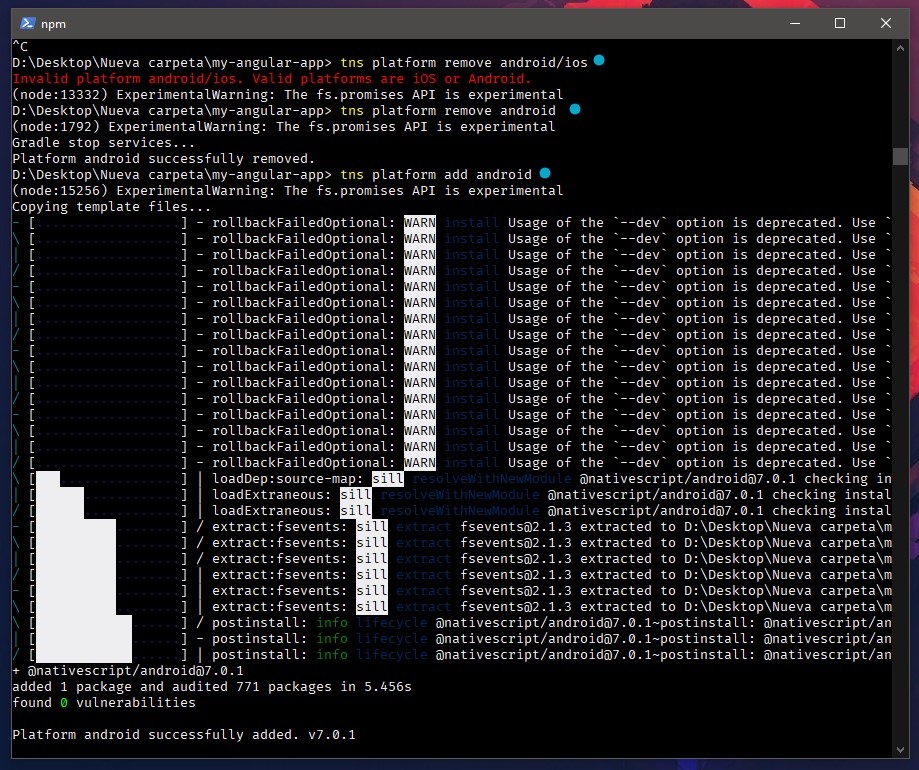 npm
^C
D:\Desktop\Nueva carpeta\my-angular-app> tns platform remove android/ios
Invalid platform android/ios. Valid platforms are iOS or Android.
(node:13332) ExperimentalWarning: The fs.promises API is experimental
D:\Desktop\Nueva carpeta\my-angular-app> tns platform remove android
(node:1792) ExperimentalWarning: The fs.promises API is experimental
Gradle stop services...
Platform android successfully removed.
D:\Desktop\Nueva carpeta\my-angular-app> tns platform add android
(node:15256) ExperimentalWarning: The fs.promises API is experimental
Copying template files...
- [..................] - rollbackFailedOptional: WARN install Usage of the `--dev` option is deprecated. Use `
\ [..................] - rollbackFailedOptional: WARN install Usage of the `--dev` option is deprecated. Use `
| [..................] - rollbackFailedOptional: WARN install Usage of the `--dev` option is deprecated. Use `
/ [..................] - rollbackFailedOptional: WARN install Usage of the `--dev` option is deprecated. Use `
- [..................] - rollbackFailedOptional: WARN install Usage of the `--dev` option is deprecated. Use `
\ [..................] - rollbackFailedOptional: WARN install Usage of the `--dev` option is deprecated. Use `
| [..................] - rollbackFailedOptional: WARN install Usage of the `--dev` option is deprecated. Use `
/ [..................] - rollbackFailedOptional: WARN install Usage of the `--dev` option is deprecated. Use `
- [..................] - rollbackFailedOptional: WARN install Usage of the `--dev` option is deprecated. Use `
\ [..................] - rollbackFailedOptional: WARN install Usage of the `--dev` option is deprecated. Use `
| [..................] - rollbackFailedOptional: WARN install Usage of the `--dev` option is deprecated. Use `
/ [..................] - rollbackFailedOptional: WARN install Usage of the `--dev` option is deprecated. Use `
- [..................] - rollbackFailedOptional: WARN install Usage of the `--dev` option is deprecated. Use `
\ [..................] - rollbackFailedOptional: WARN install Usage of the `--dev` option is deprecated. Use `
| [..................] - rollbackFailedOptional: WARN install Usage of the `--dev` option is deprecated. Use `
/ [..................] - rollbackFailedOptional: WARN install Usage of the `--dev` option is deprecated. Use `
\ [ ...............] | loadDep:source-map: sill resolveWithNewModule @nativescript/android@7.0.1 checking in
| [ ............] | loadExtraneous: sill resolveWithNewModule @nativescript/android@7.0.1 checking instal
/ [ ............] | loadExtraneous: sill resolveWithNewModule @nativescript/android@7.0.1 checking instal
- [ ........] / extract:fsevents: sill extract fsevents@2.1.3 extracted to D:\Desktop\Nueva carpeta\m
\ [ ........] / extract:fsevents: sill extract fsevents@2.1.3 extracted to D:\Desktop\Nueva carpeta\m
| [ ........] / extract:fsevents: sill extract fsevents@2.1.3 extracted to D:\Desktop\Nueva carpeta\m
/ [ ........] | extract:fsevents: sill extract fsevents@2.1.3 extracted to D:\Desktop\Nueva carpeta\m
- [ ........] | extract:fsevents: sill extract fsevents@2.1.3 extracted to D:\Desktop\Nueva carpeta\m
\ [ ........] | extract:fsevents: sill extract fsevents@2.1.3 extracted to D:\Desktop\Nueva carpeta\m
\ [ ......] / postinstall: info lifecycle @nativescript/android@7.0.1~postinstall: @nativescript/an
| [ ......] - postinstall: info lifecycle @nativescript/android@7.0.1~postinstall: @nativescript/an
/ [ ......] | postinstall: info lifecycle @nativescript/android@7.0.1~postinstall: @nativescript/an
+ @nativescript/android@7.0.1
added 1 package and audited 771 packages in 5.456s
found 0 vulnerabilities
Platform android successfully added. v7.0.1